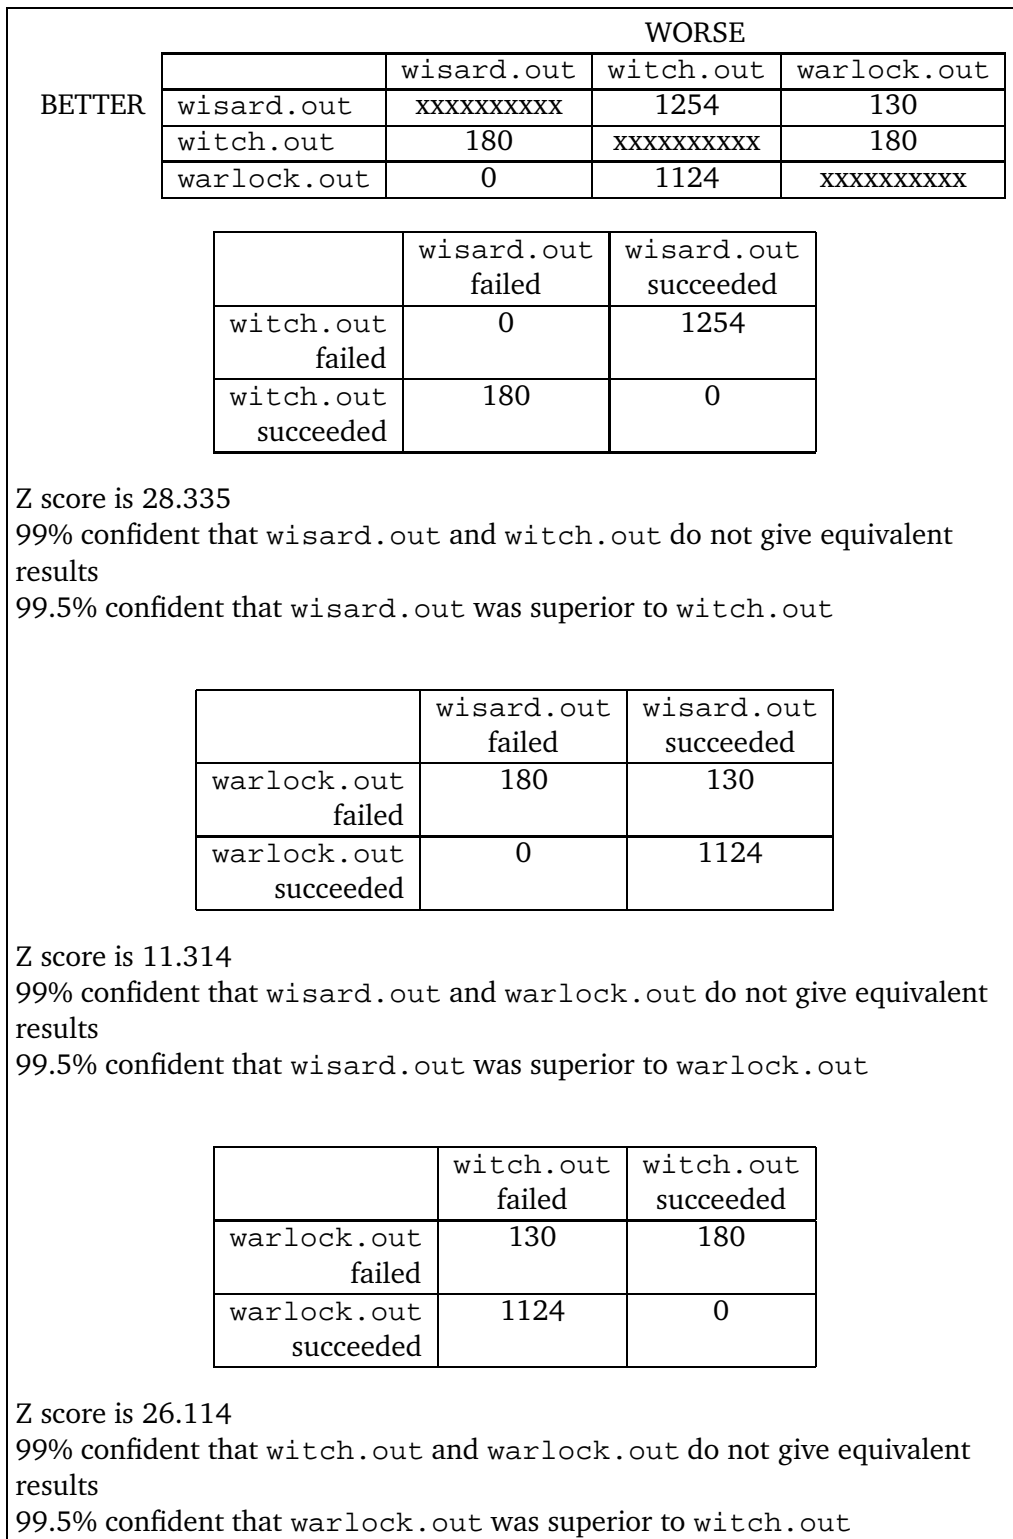 WORSE
wisard.out witch.out warlock.out
BETTER wisard.out xxxxxxxxxx 1254 130
witch.out 180 xxxxxxxxxx 180
warlock.out 0 1124 xxxxxxxxxx
wisard.out wisard.out
failed succeeded
witch.out 0 1254
failed
witch.out 180 0
succeeded
Z score is 28.335
99% confident that wisard.out and witch.out do not give equivalent
results
99.5% confident that wisard.out was superior to witch.out
wisard.out wisard.out
failed succeeded
warlock.out 180 130
failed
warlock.out 0 1124
succeeded
Z score is 11.314
99% confident that wisard.out and warlock.out do not give equivalent
results
99.5% confident that wisard.out was superior to warlock.out
witch.out witch.out
failed succeeded
warlock.out 130 180
failed
warlock.out 1124 0
succeeded
Z score is 26.114
99% confident that witch.out and warlock.out do not give equivalent
results
99.5% confident that warlock.out was superior to witch.out